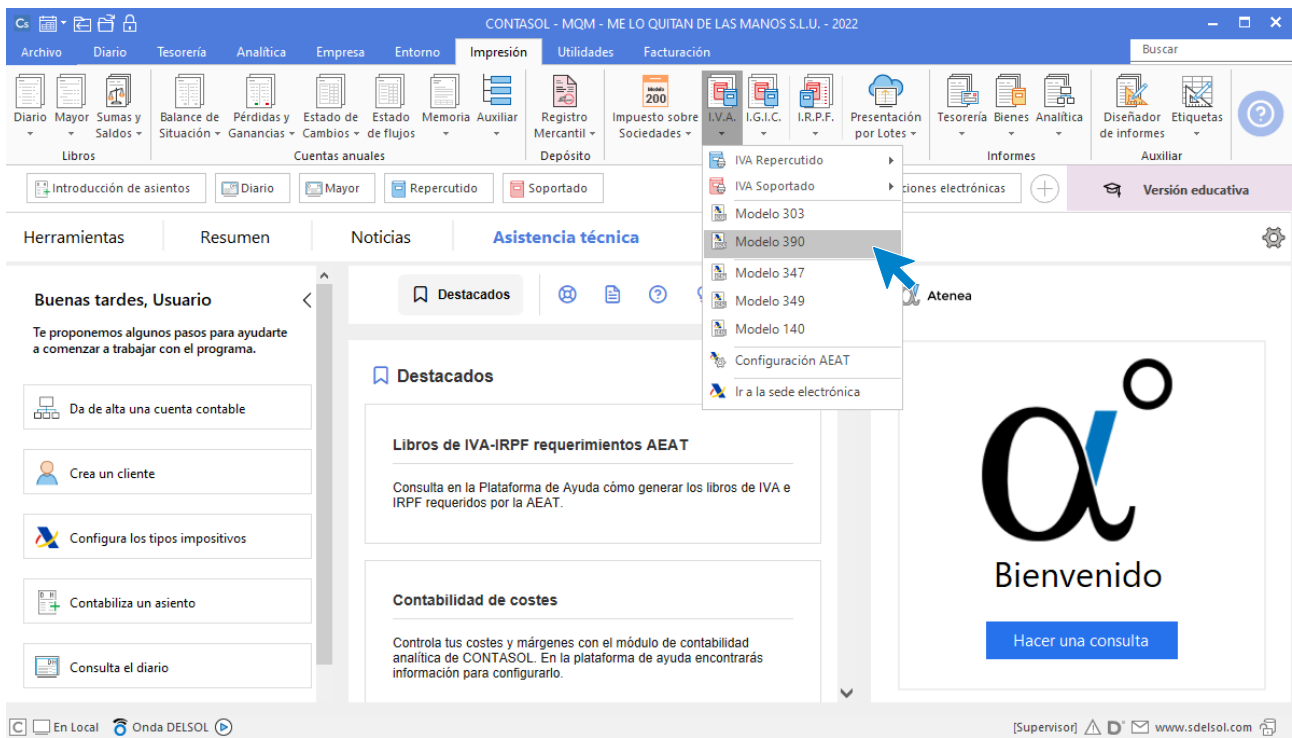 Cs
CONTASOL - MQM - ME LO QUITAN DE LAS MANOS S.L.U. - 2022
Archivo Diario Tesorería Analítica Empresa Entorno Impresión Utilidades Facturación Buscar
Modelo
200
Diario Mayor Sumas y Saldos
Balance de Situación
Pérdidas y Ganancias
Estado de Cambios
Estado de flujos
Memoria Auxiliar
Registro Mercantil
Impuesto sobre Sociedades
I.V.A. I.G.I.C. I.R.P.F.
Presentación por Lotes
Tesorería Bienes Analítica
Diseñador de informes
Etiquetas
Libros Cuentas anuales Depósito Informes Auxiliar
Introducción de asientos Diario Mayor Repercutido Soportado ciones electrónicas Versión educativa
IVA Repercutido
IVA Soportado
Modelo 303
Modelo 390
Modelo 347
Modelo 349
Modelo 140
Configuración AEAT
Ir a la sede electrónica
Herramientas Resumen Noticias Asistencia técnica
Buenas tardes, Usuario
Te proponemos algunos pasos para ayudarte
a comenzar a trabajar con el programa.
Da de alta una cuenta contable
Crea un cliente
Configura los tipos impositivos
Contabiliza un asiento
Consulta el diario
Destacados
Destacados
Libros de IVA-IRPF requerimientos AEAT
Consulta en la Plataforma de Ayuda cómo generar los libros de IVA e
IRPF requeridos por la AEAT.
Contabilidad de costes
Controla tus costes y márgenes con el módulo de contabilidad
analítica de CONTASOL. En la plataforma de ayuda encontrarás
información para configurarlo.
Atenea
Bienvenido
Hacer una consulta
C En Local Onda DELSOL [Supervisor] D www.sdelsol.com